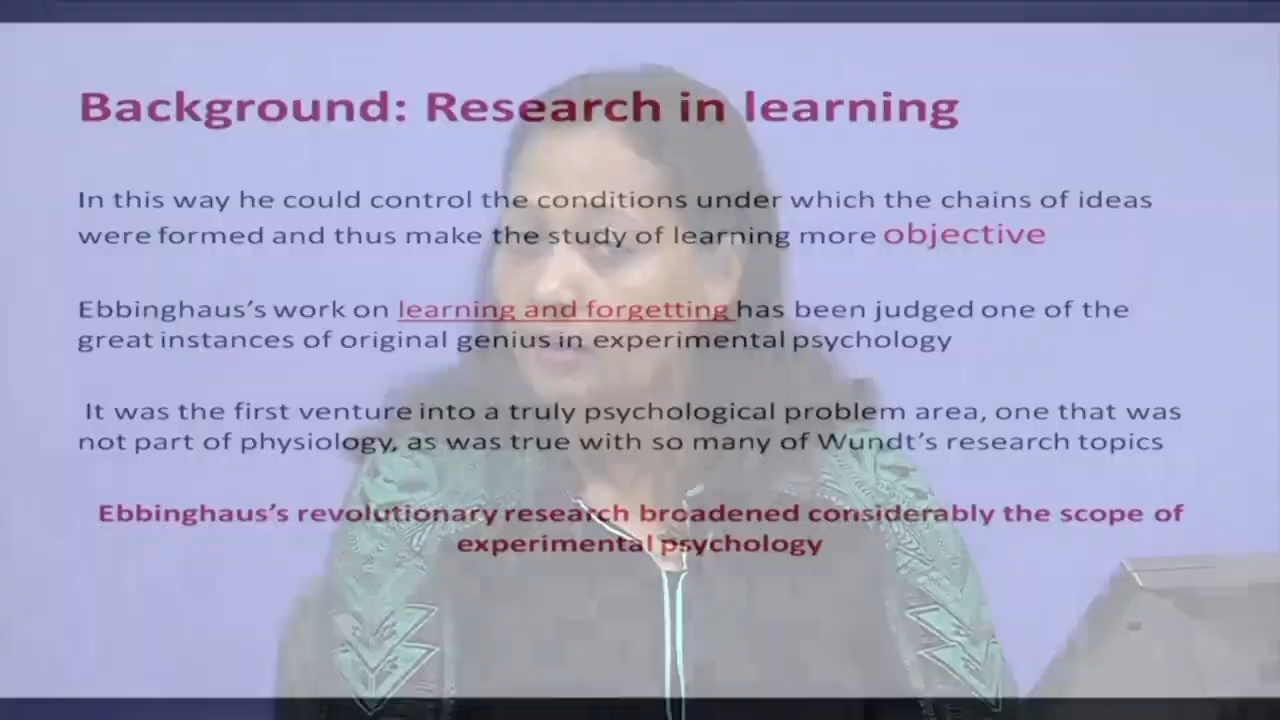 Background: Research in learning
In this way he could control the conditions under which the chains of ideas
were formed and thus make the study of learning more objective
Ebbinghaus's work on learning and forgetting has been judged one of the
great instances of original genius in experimental psychology
It was the first venture into a truly psychological problem area, one that was
not part of physiology, as was true with so many of Wundt's research topics
Ebbinghaus's revolutionary research broadened considerably the scope of
experimental psychology